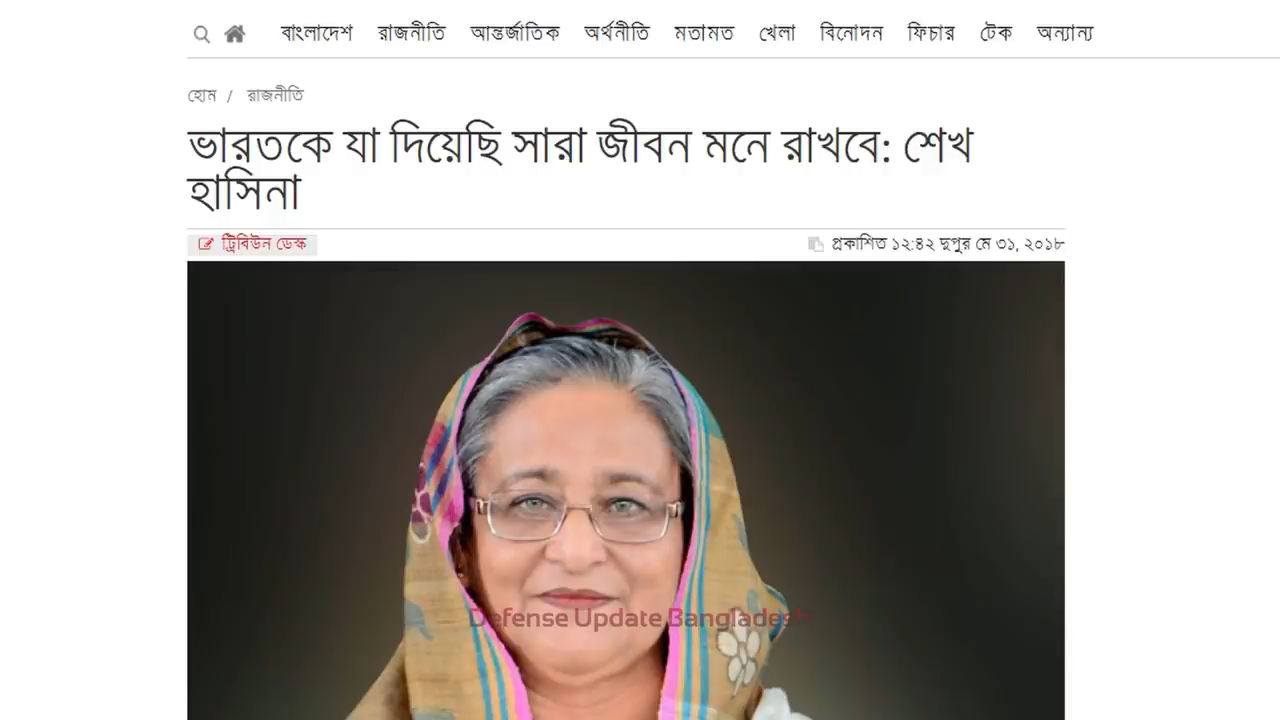 বাংলাদেশ রাজনীতি আন্তর্জাতিক অর্থনীতি মতামত খেলা বিনোদন ফিচার টেক অন্যান্য
হোম / রাজনীতি
ভারতকে যা দিয়েছি সারা জীবন মনে রাখবে: শেখ
হাসিনা
ট্রিবিউন ডেস্ক প্রকাশিত ১২:৪২ দুপুর মে ৩১, ২০১৮
Defense Update Bangladesh